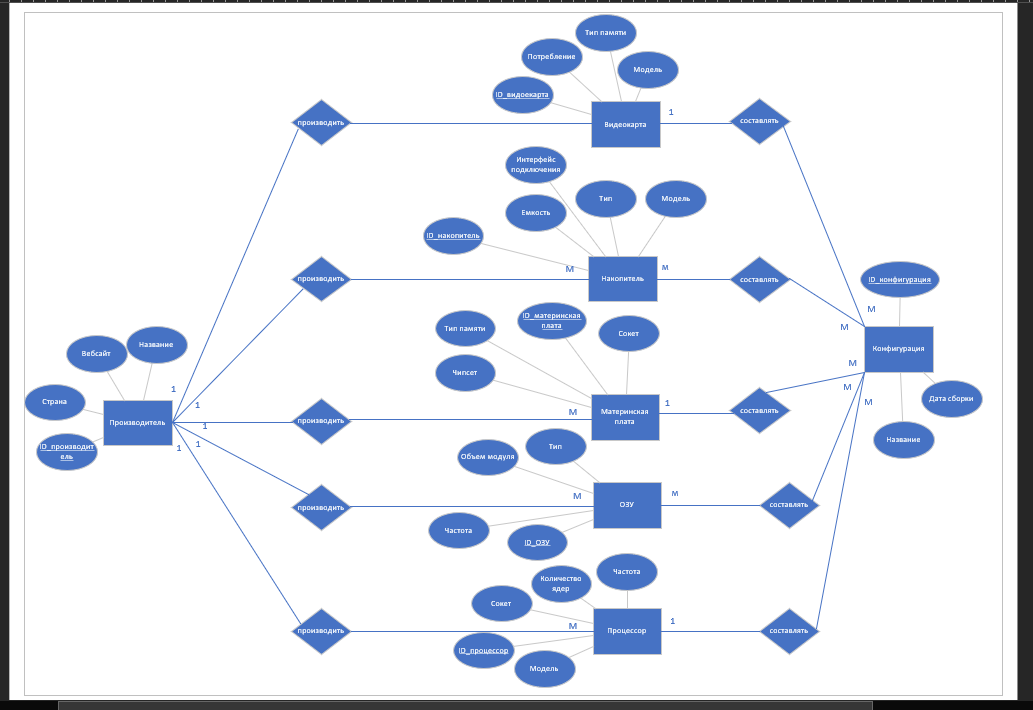 Тип памяти
Потребление
Модель
ID_видоекарта
Видеокарта
1
производить
составлять
Интерфейс
подключения
Тип
Модель
Емкость
ID_накопитель
М
Накопитель
М
производить
составлять
ID_конфигурация
М
М
Конфигурация
М
М
М
Дата сборки
Название
Тип памяти
ID_материнская
плата
Сокет
Чипсет
М
Материнская
плата
1
производить
составлять
Вебсайт
Название
Страна
Производитель
ID_производит
ель
1
1
1
1
1
Объем модуля
Тип
М
ОЗУ
М
производить
составлять
Частота
ID_ОЗУ
Количество
ядер
Частота
Сокет
М
Процессор
1
производить
составлять
ID_процессор
Модель